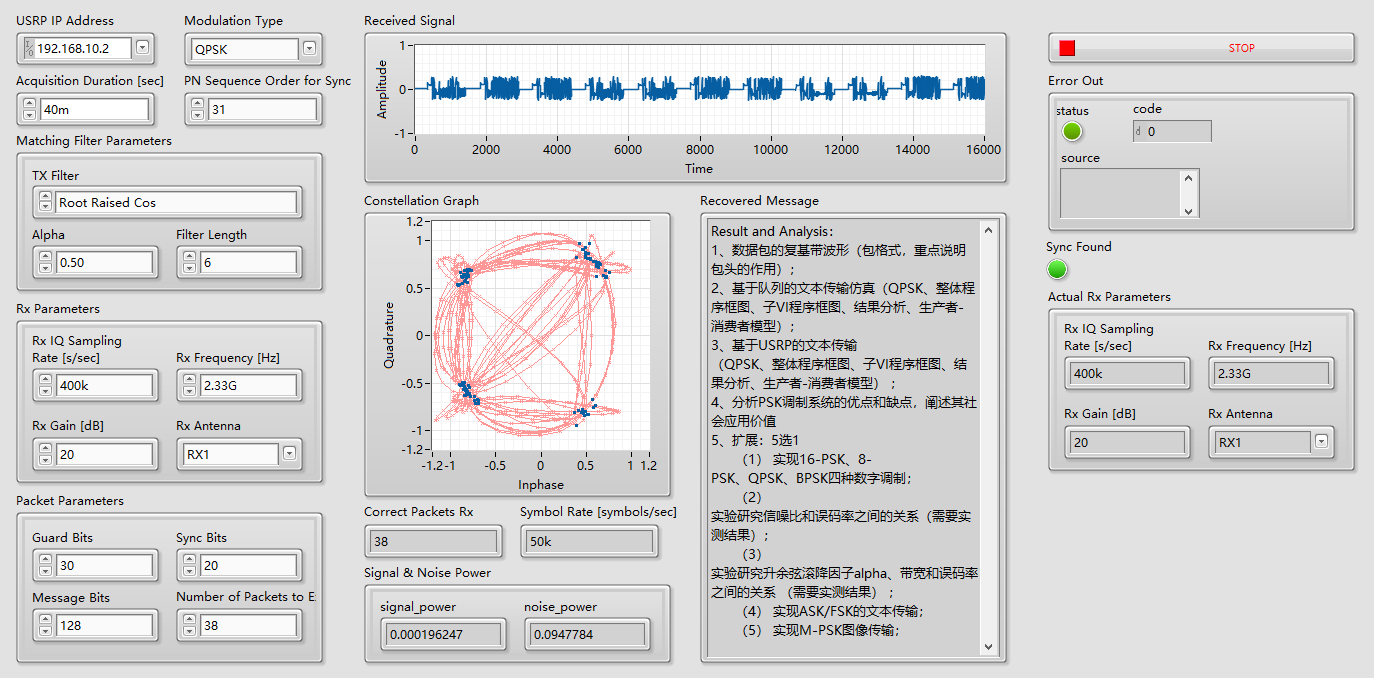 USRP IP Address
192.168.10.2
Modulation Type
QPSK
Acquisition Duration [sec]
40m
PN Sequence Order for Sync
31
Matching Filter Parameters
TX Filter
Root Raised Cos
Alpha
0.50
Filter Length
6
Rx Parameters
Rx IQ Sampling
Rate [s/sec]
400k
Rx Frequency [Hz]
2.33G
Rx Gain [dB]
20
Rx Antenna
RX1
Packet Parameters
Guard Bits
30
Sync Bits
20
Message Bits
128
Number of Packets to E
38
Received Signal
Amplitude
1
0
-1
0 2000 4000 6000 8000 10000 12000 14000 16000
Time
Constellation Graph
Quadrature
1.2
1
0.5
0
-0.5
-1
-1.2
-1.2 -1 -0.5 0 0.5 1 1.2
Inphase
Correct Packets Rx
38
Symbol Rate [symbols/sec]
50k
Signal & Noise Power
signal_power
0.000196247
noise_power
0.0947784
Recovered Message
Result and Analysis：
1、数据包的复基带波形（包格式，重点说明
包头的作用）;
2、基于队列的文本传输仿真（QPSK、整体程
序框图、子VI程序框图、结果分析、生产者-
消费者模型）;
3、基于USRP的文本传输
（QPSK、整体程序框图、子VI程序框图、结
果分析、生产者-消费者模型） ;
4、分析PSK调制系统的优点和缺点，阐述其社
会应用价值
5、扩展：5选1
（1） 实现16-PSK、8-
PSK、QPSK、BPSK四种数字调制;
（2）
实验研究信噪比和误码率之间的关系（需要实
测结果）;
（3）
实验研究升余弦滚降因子alpha、带宽和误码率
之间的关系 （需要实测结果） ;
（4） 实现ASK/FSK的文本传输;
（5） 实现M-PSK图像传输;
STOP
Error Out
status
code
d 0
source
Sync Found
Actual Rx Parameters
Rx IQ Sampling
Rate [s/sec]
400k
Rx Frequency [Hz]
2.33G
Rx Gain [dB]
20
Rx Antenna
RX1